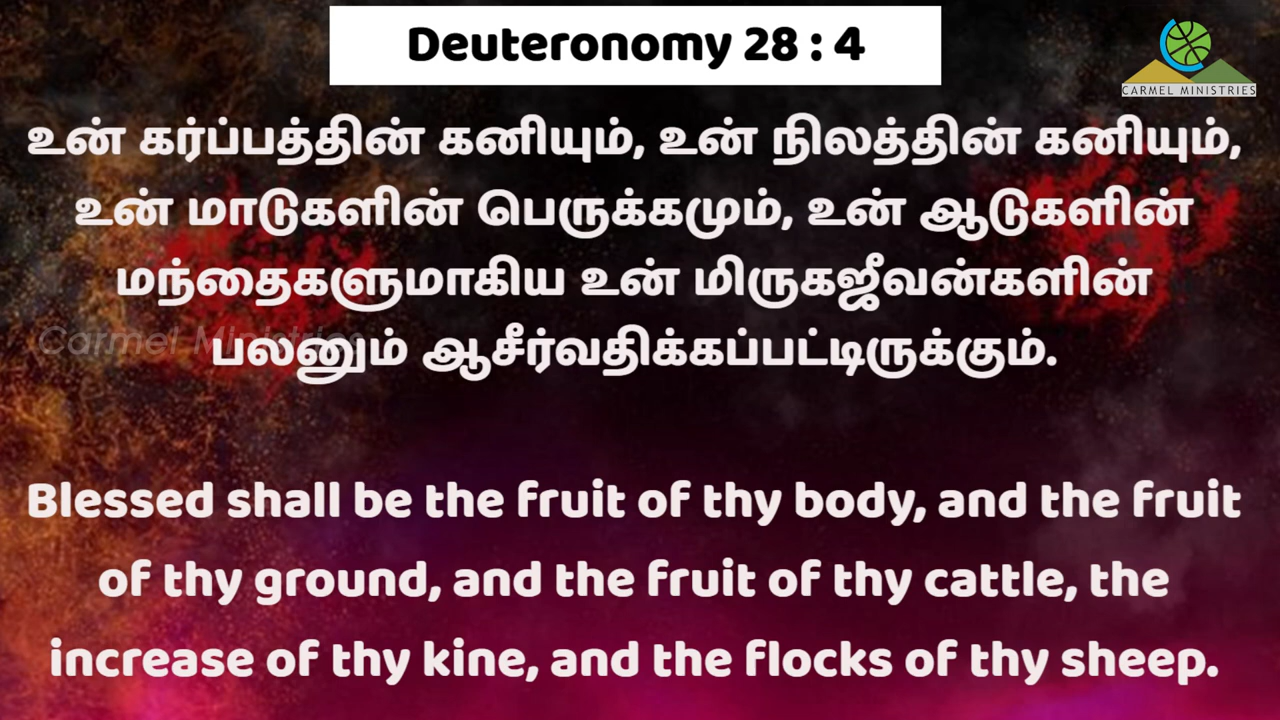 Deuteronomy 28 : 4
CARMEL MINISTRIES
உன் கர்ப்பத்தின் கனியும், உன் நிலத்தின் கனியும்,
உன் மாடுகளின் பெருக்கமும், உன் ஆடுகளின்
மந்தைகளுமாகிய உன் மிருகஜீவன்களின்
Carmel Ministries
பலனும் ஆசீர்வதிக்கப்பட்டிருக்கும்.
Blessed shall be the fruit of thy body, and the fruit
of thy ground, and the fruit of thy cattle, the
increase of thy kine, and the flocks of thy sheep.